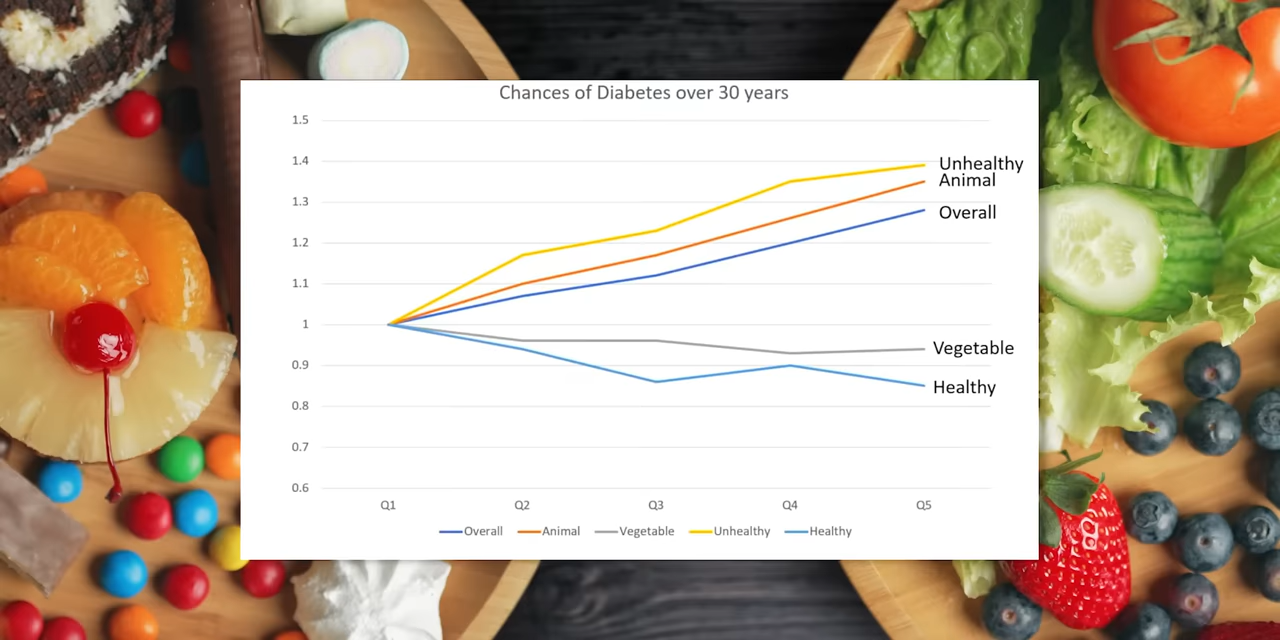 Chances of Diabetes over 30 years
1.5
1.4
1.3
1.2
1.1
1
0.9
0.8
0.7
0.6
Unhealthy
Animal
Overall
Vegetable
Healthy
Q1 Q2 Q3 Q4 Q5
Overall Animal Vegetable Unhealthy Healthy